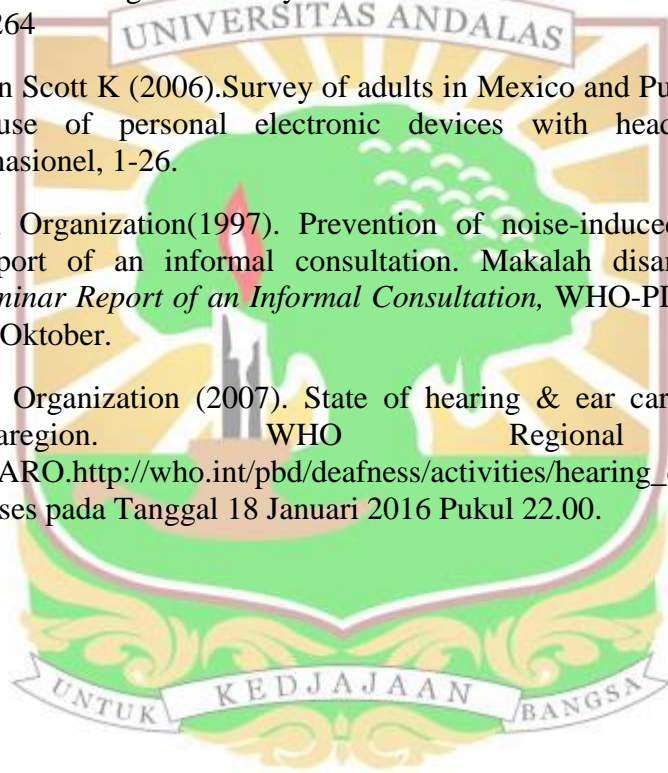 264
UNIVERSITAS ANDALAS
n Scott K (2006).Survey of adults in Mexico and Pu
use of personal electronic devices with head
nasionel, 1-26.
Organization(1997). Prevention of noise-induced
port of an informal consultation. Makalah disar
minar Report of an Informal Consultation, WHO-PD
Oktober.
Organization (2007). State of hearing & ear car
aregion. WHO Regional
ARO.http://who.int/pbd/deafness/activities/hearing_
ses pada Tanggal 18 Januari 2016 Pukul 22.00.
UNTUK KEDJAJAAN BANGSA